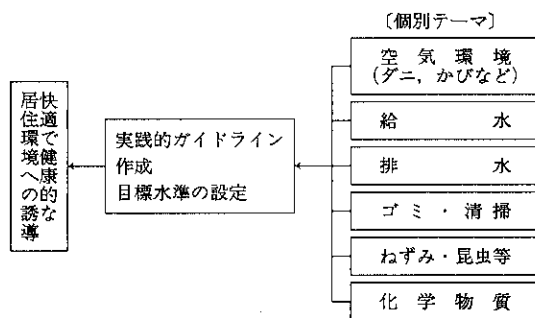 〔個別テーマ〕
空気環境
(ダニ，かびなど)
給水
排水
ゴミ・清掃
ねずみ・昆虫等
化学物質
実践的ガイドライン
作成
目標水準の設定
快適で健康的な
居住環境への誘導